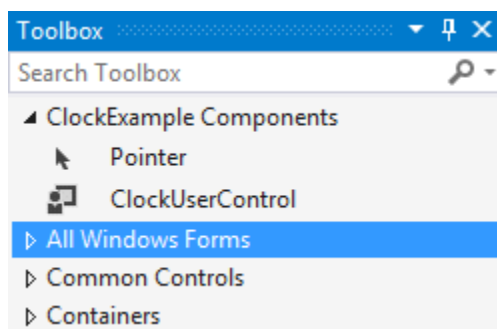 Toolbox
Search Toolbox
ClockExample Components
Pointer
ClockUserControl
All Windows Forms
Common Controls
Containers